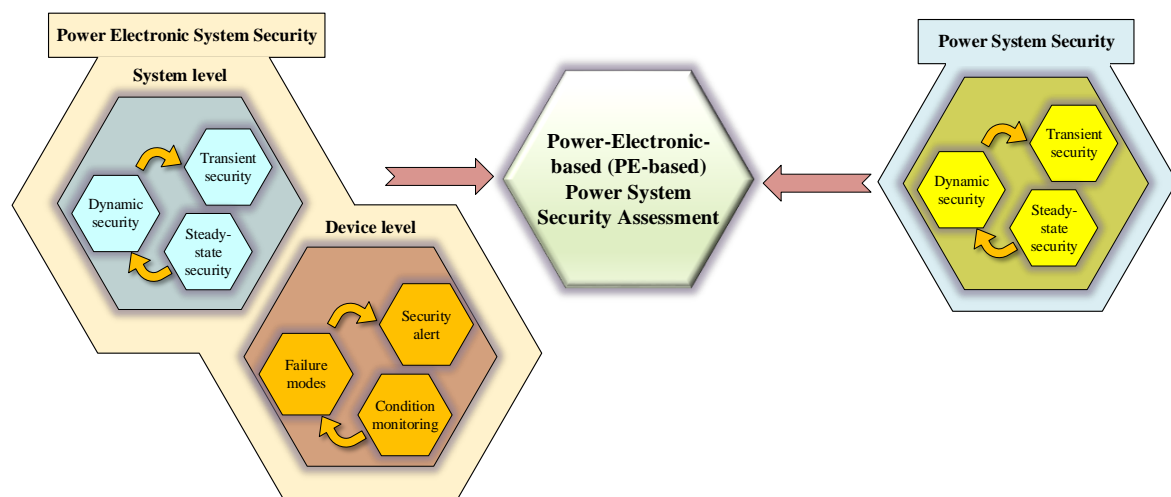 Power Electronic System Security
System level
Transient
security
Dynamic
security
Steady-
state
security
Device level
Security
alert
Failure
modes
Condition
monitoring
Power-Electronic-
based (PE-based)
Power System
Security Assessment
Power System Security
Transient
security
Dynamic
security
Steady-
state
security